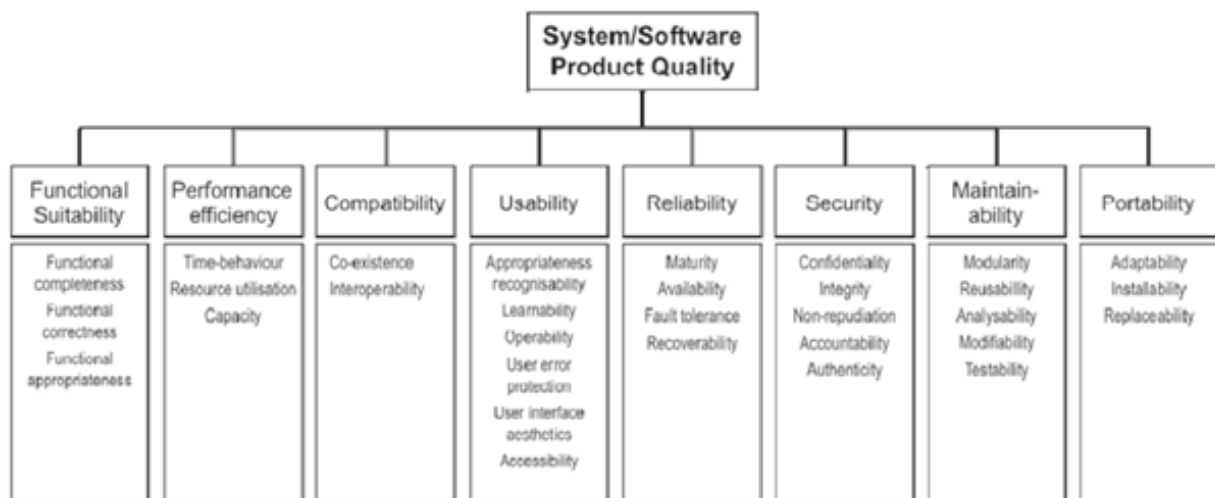 System/Software
Product Quality
Functional
Suitability
Performance
efficiency
Compatibility
Usability
Reliability
Security
Maintain-
ability
Portability
Functional
completeness
Functional
correctness
Functional
appropriateness
Time-behaviour
Resource utilisation
Capacity
Co-existence
Interoperability
Appropriateness
recognisability
Learnability
Operability
User error
protection
User interface
aesthetics
Accessibility
Maturity
Availability
Fault tolerance
Recoverability
Confidentiality
Integrity
Non-repudiation
Accountability
Authenticity
Modularity
Reusability
Analysability
Modifiability
Testability
Adaptability
Installability
Replaceability